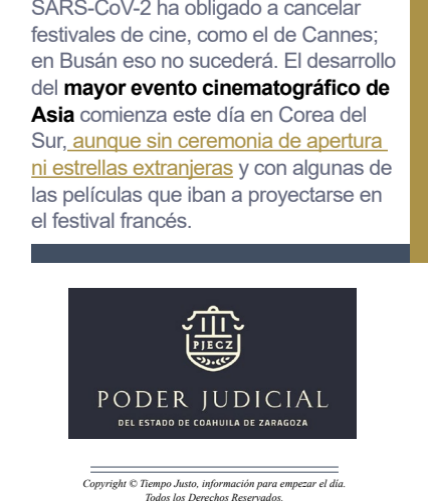 SARS-CoV-2 ha obligado a cancelar
festivales de cine, como el de Cannes;
en Busán eso no sucederá. El desarrollo
del mayor evento cinematográfico de
Asia comienza este día en Corea del
Sur, aunque sin ceremonia de apertura
ni estrellas extranjeras y con algunas de
las películas que iban a proyectarse en
el festival francés.
PJECZ
PODER JUDICIAL
DEL ESTADO DE COAHUILA DE ZARAGOZA
Copyright © Tiempo Justo, información para empezar el día.
Todos los Derechos Reservados.